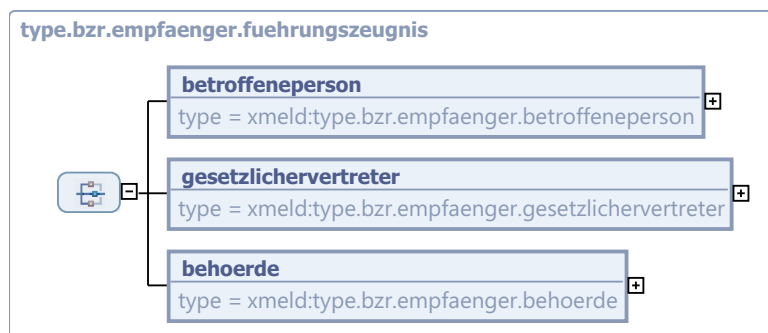 type.bzr.empfaenger.fuehrungszeugnis
betroffeneperson
type = xmeld:type.bzr.empfaenger.betroffeneperson
gesetzlichervertreter
type = xmeld:type.bzr.empfaenger.gesetzlichervertreter
behoerde
type = xmeld:type.bzr.empfaenger.behoerde